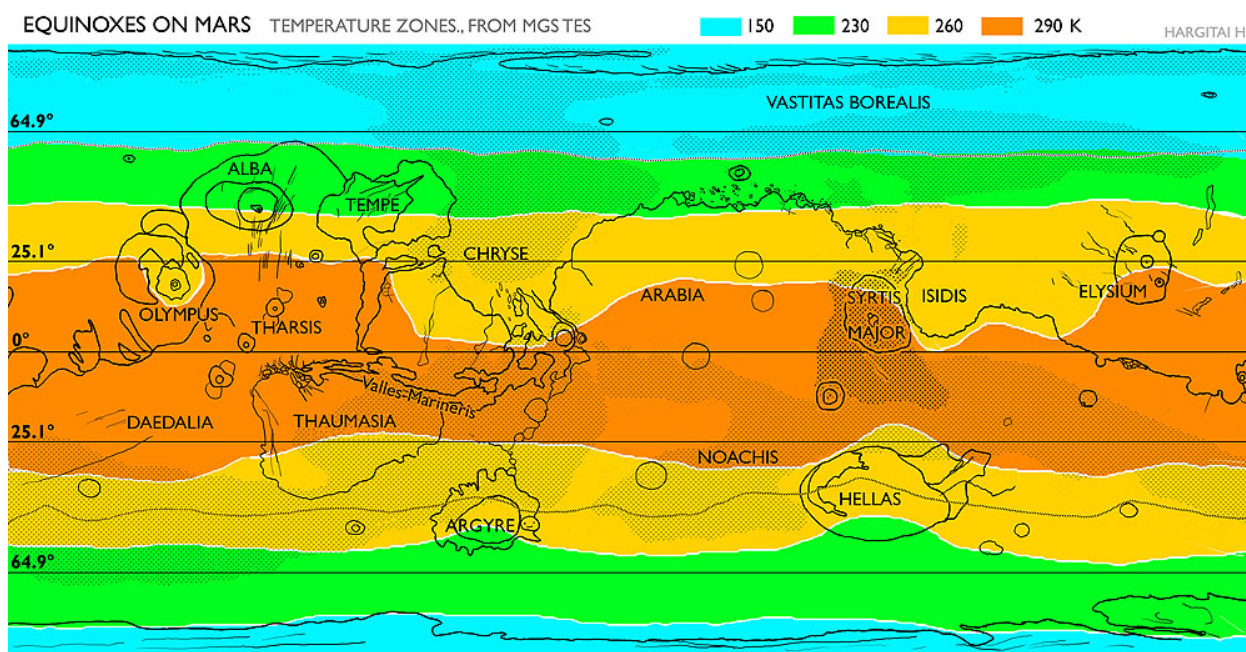 EQUINOXES ON MARS TEMPERATURE ZONES., FROM MGS TES 150 230 260 290 K HARGITAI H
VASTITAS BOREALIS
64.9°
ALBA
TEMPE
CHRYSE
25.1°
OLYMPUS THARSIS ARABIA SYRTIS MAJOR ISIDIS ELYSIUM
0°
Valles Marineris
DAEDALIA THAUMASIA
25.1°
NOACHIS
HELLAS
ARGYRE
64.9°